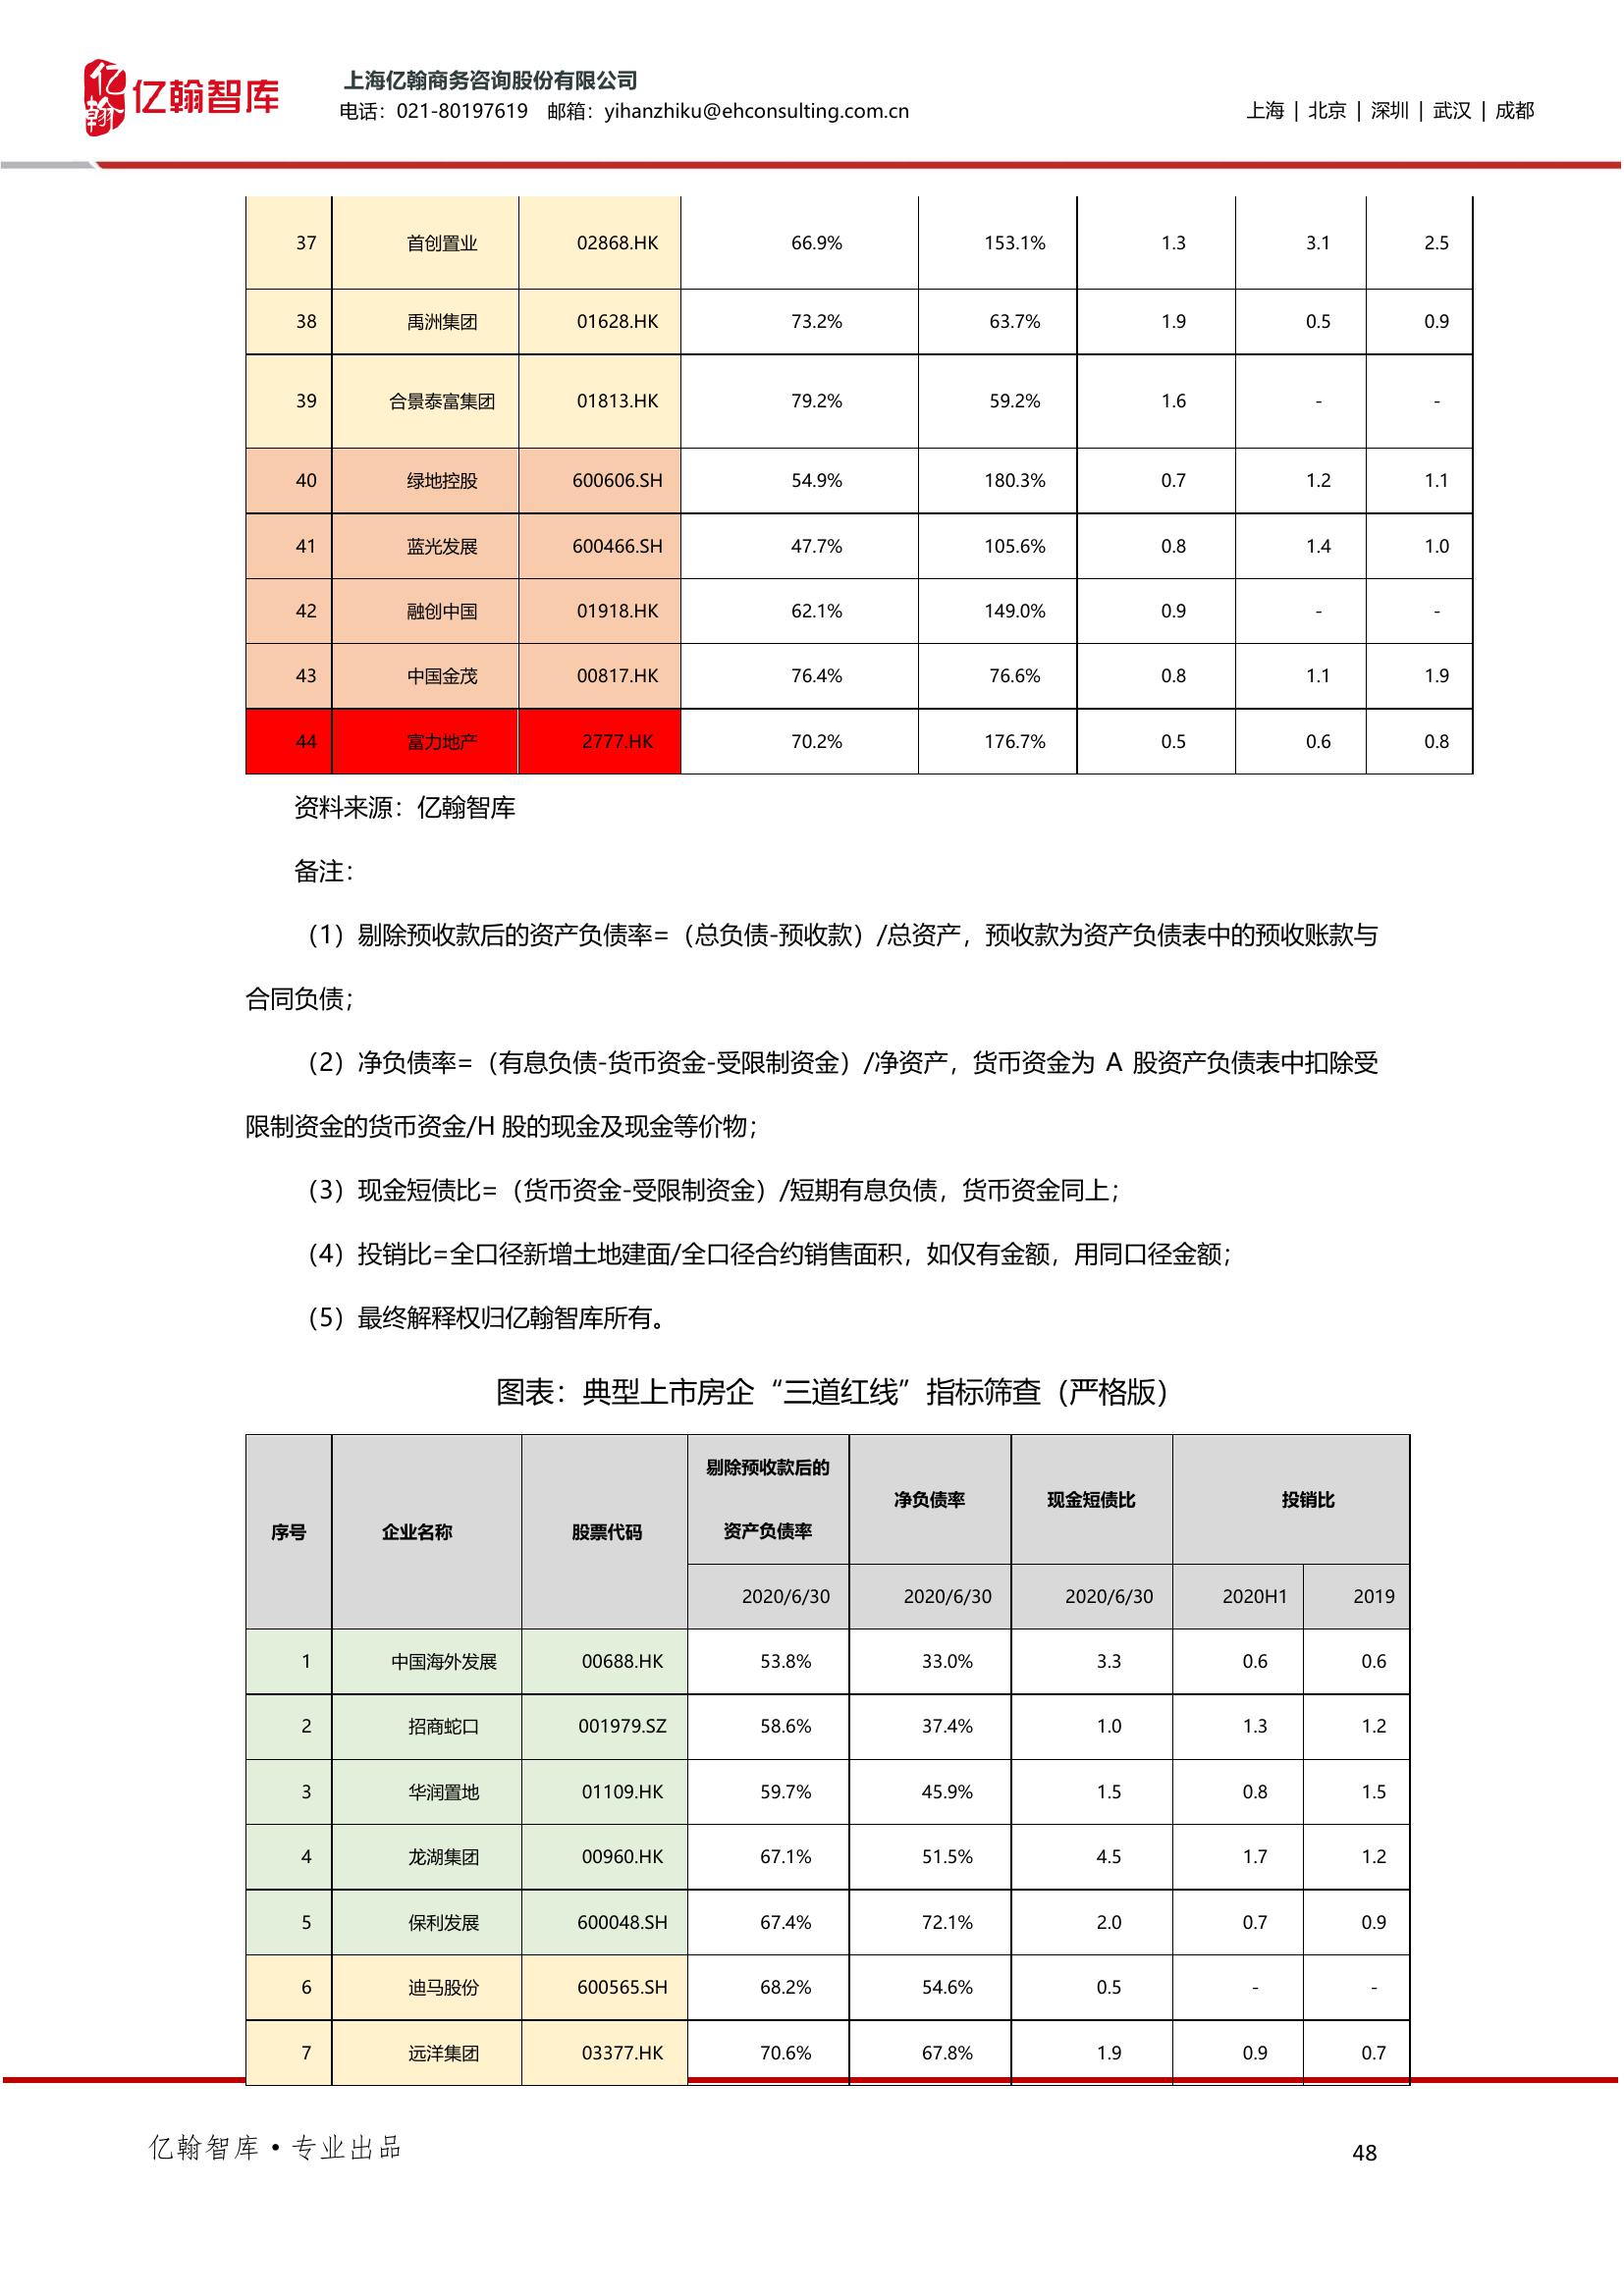 亿翰
亿翰智库
上海亿翰商务咨询股份有限公司
电话：021-80197619 邮箱：yihanzhiku@ehconsulting.com.cn
上海 | 北京 | 深圳 | 武汉 | 成都
37 首创置业 02868.HK 66.9% 153.1% 1.3 3.1 2.5
38 禹洲集团 01628.HK 73.2% 63.7% 1.9 0.5 0.9
39 合景泰富集团 01813.HK 79.2% 59.2% 1.6 - -
40 绿地控股 600606.SH 54.9% 180.3% 0.7 1.2 1.1
41 蓝光发展 600466.SH 47.7% 105.6% 0.8 1.4 1.0
42 融创中国 01918.HK 62.1% 149.0% 0.9 - -
43 中国金茂 00817.HK 76.4% 76.6% 0.8 1.1 1.9
44 富力地产 2777.HK 70.2% 176.7% 0.5 0.6 0.8
资料来源：亿翰智库
备注：
（1）剔除预收款后的资产负债率=（总负债-预收款）/总资产，预收款为资产负债表中的预收账款与
合同负债；
（2）净负债率=（有息负债-货币资金-受限制资金）/净资产，货币资金为 A 股资产负债表中扣除受
限制资金的货币资金/H 股的现金及现金等价物；
（3）现金短债比=（货币资金-受限制资金）/短期有息负债，货币资金同上；
（4）投销比=全口径新增土地建面/全口径合约销售面积，如仅有金额，用同口径金额；
（5）最终解释权归亿翰智库所有。
图表：典型上市房企“三道红线”指标筛查（严格版）
序号 企业名称 股票代码 剔除预收款后的资产负债率 净负债率 现金短债比 投销比
2020/6/30 2020/6/30 2020/6/30 2020H1 2019
1 中国海外发展 00688.HK 53.8% 33.0% 3.3 0.6 0.6
2 招商蛇口 001979.SZ 58.6% 37.4% 1.0 1.3 1.2
3 华润置地 01109.HK 59.7% 45.9% 1.5 0.8 1.5
4 龙湖集团 00960.HK 67.1% 51.5% 4.5 1.7 1.2
5 保利发展 600048.SH 67.4% 72.1% 2.0 0.7 0.9
6 迪马股份 600565.SH 68.2% 54.6% 0.5 - -
7 远洋集团 03377.HK 70.6% 67.8% 1.9 0.9 0.7
亿翰智库•专业出品
48